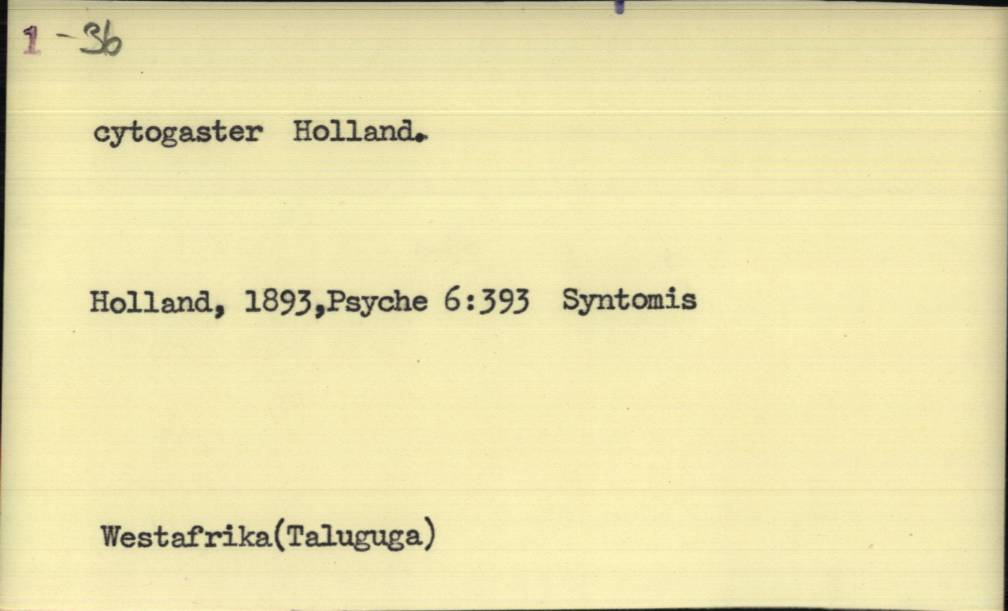 1 - 36
cytogaster Holland.
Holland, 1893,Psyche 6:393 Syntomis
Westafrika(Taluguga)